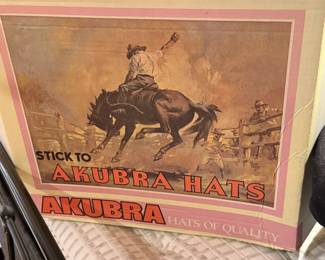 STICK TO
AKUBRA HATS
AKUBRA HATS OF QUALITY